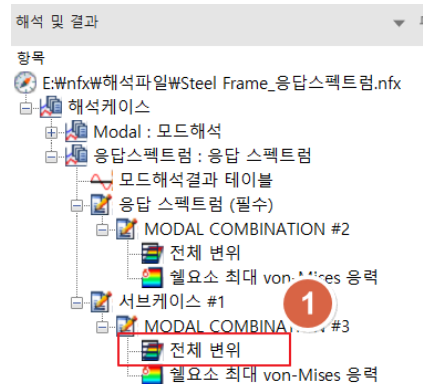 해석 및 결과
항목
E:₩nfx₩해석파일₩Steel Frame_응답스펙트럼.nfx
해석케이스
Modal : 모드해석
응답스펙트럼 : 응답 스펙트럼
모드해석결과 테이블
응답 스펙트럼 (필수)
MODAL COMBINATION #2
전체 변위
쉘요소 최대 von-Mises 응력
서브케이스 #1
1
MODAL #3
전체 변위
쉘요소 최대 von-Mises 응력